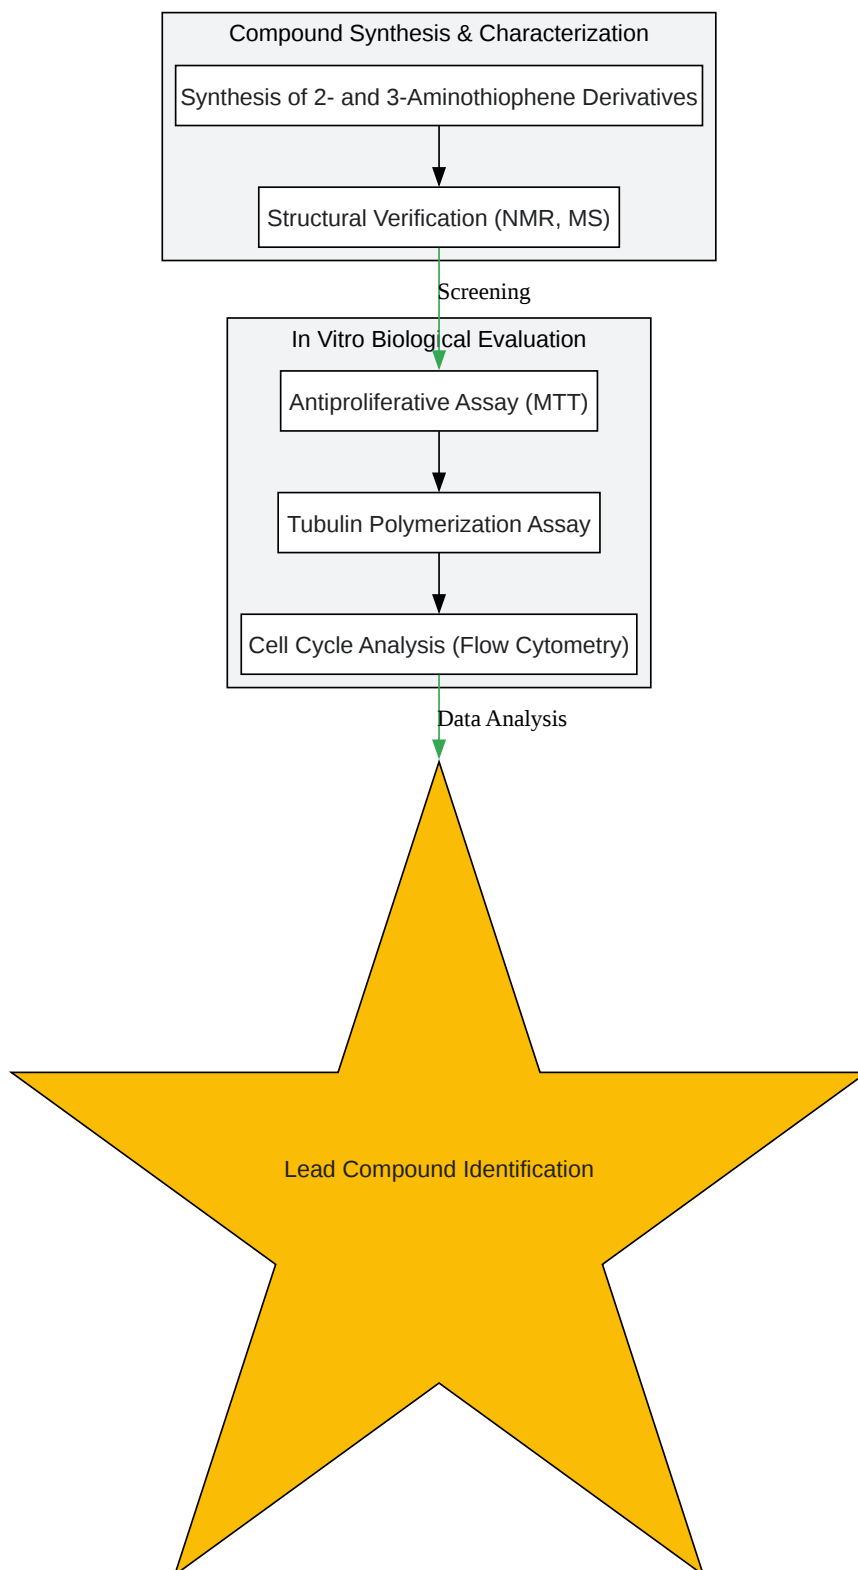 Compound Synthesis & Characterization
Synthesis of 2- and 3-Aminothiophene Derivatives
Structural Verification (NMR, MS)
Screening
In Vitro Biological Evaluation
Antiproliferative Assay (MTT)
Tubulin Polymerization Assay
Cell Cycle Analysis (Flow Cytometry)
Data Analysis
Lead Compound Identification